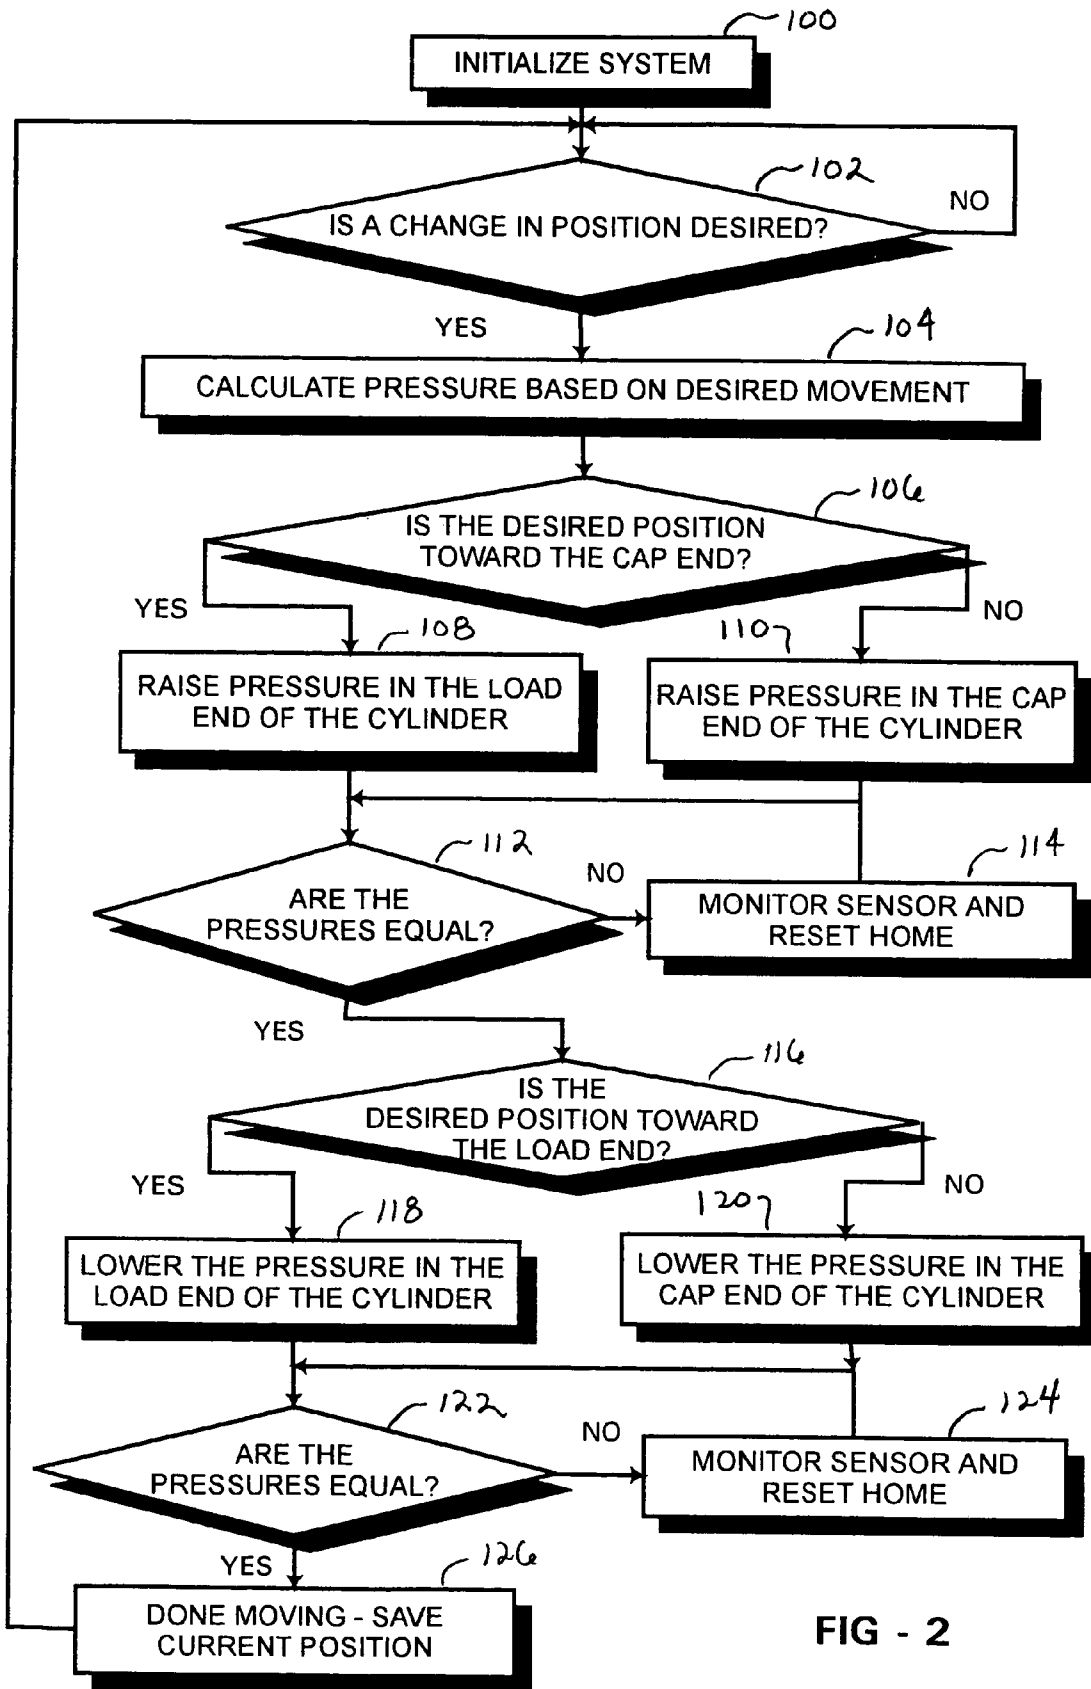 100
INITIALIZE SYSTEM
102
IS A CHANGE IN POSITION DESIRED?
NO
YES
104
CALCULATE PRESSURE BASED ON DESIRED MOVEMENT
106
IS THE DESIRED POSITION
TOWARD THE CAP END?
YES
NO
108
110
RAISE PRESSURE IN THE LOAD
END OF THE CYLINDER
RAISE PRESSURE IN THE CAP
END OF THE CYLINDER
112
114
ARE THE
PRESSURES EQUAL?
NO
MONITOR SENSOR AND
RESET HOME
YES
116
IS THE
DESIRED POSITION TOWARD
THE LOAD END?
YES
NO
118
120
LOWER THE PRESSURE IN THE
LOAD END OF THE CYLINDER
LOWER THE PRESSURE IN THE
CAP END OF THE CYLINDER
122
124
ARE THE
PRESSURES EQUAL?
NO
MONITOR SENSOR AND
RESET HOME
YES
126
DONE MOVING - SAVE
CURRENT POSITION
FIG - 2